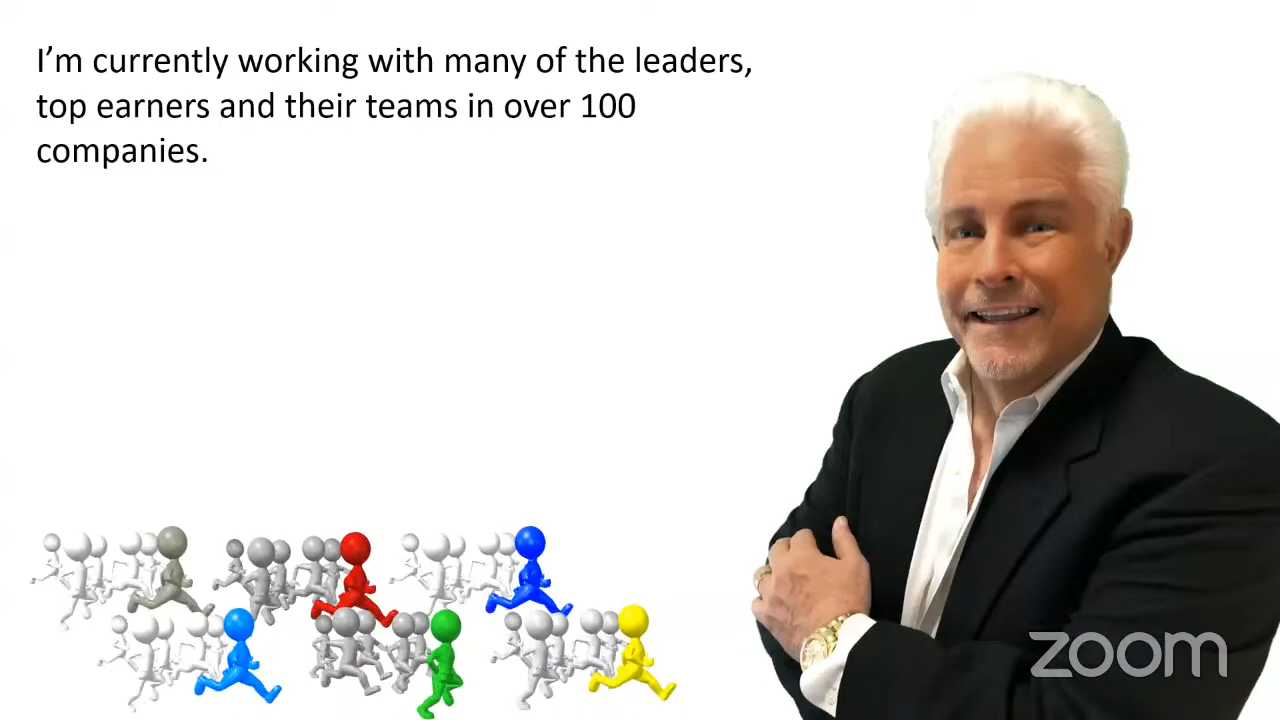 I’m currently working with many of the leaders,
top earners and their teams in over 100
companies.
zoom